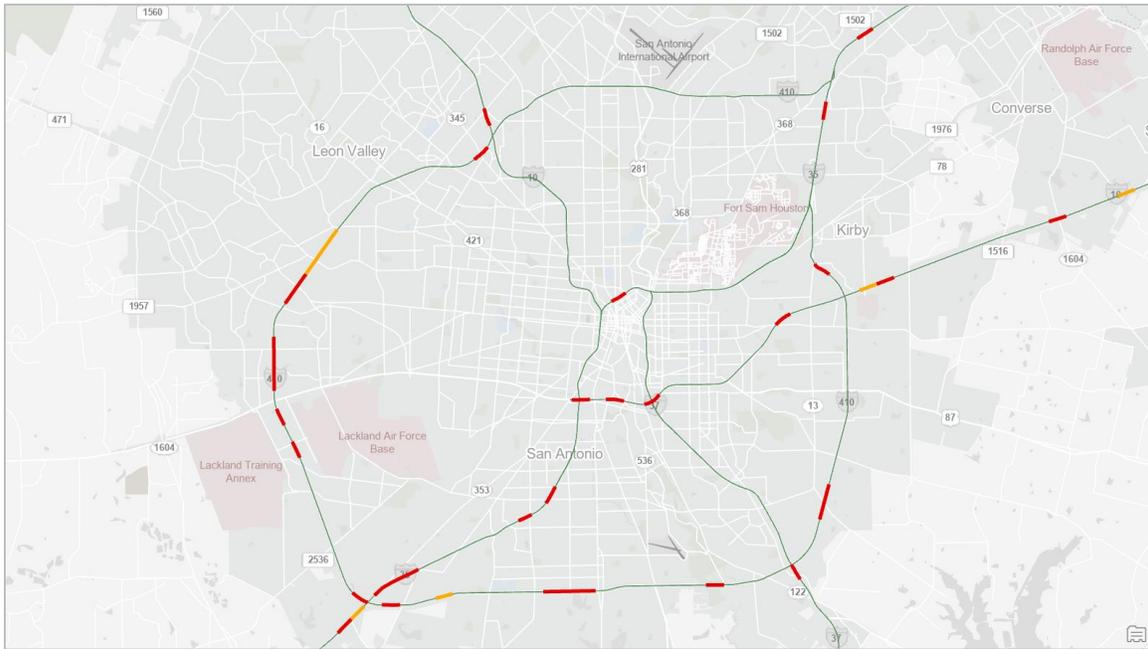 1560
1502
1502
San Antonio
International Airport
Randolph Air Force
Base
410
Converse
471
345
16
368
1976
Leon Valley
78
281
10
35
10
368
Fort Sam Houston
421
Kirby
1516
1604
1957
410
13
410
87
Lackland Air Force
Base
1604
San Antonio
536
Lackland Training
Annex
353
2536
35
122
37